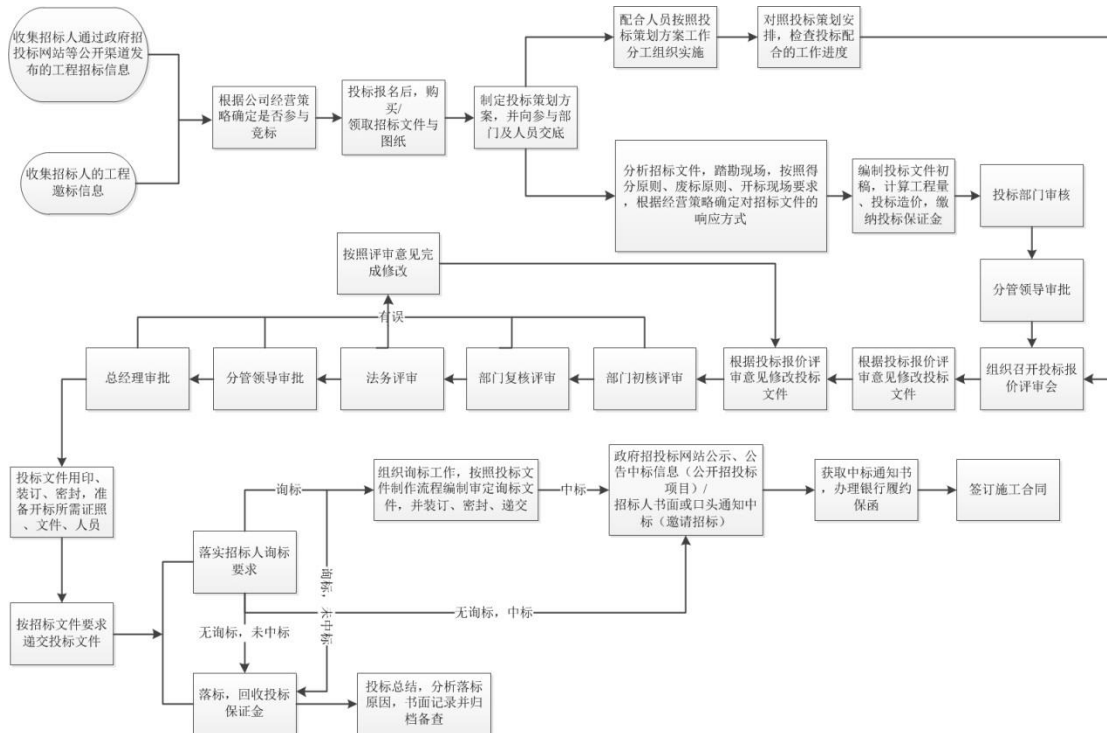 收集招标人通过政府招
投标网站等公开渠道发
布的工程招标信息
收集招标人的工程
邀标信息
根据公司经营策
略确定是否参与
竞标
投标报名后，购
买/
领取招标文件与
图纸
制定投标策划方
案，并向参与部
门及人员交底
配合人员按照投
标策划方案工作
分工组织实施
对照投标策划安
排，检查投标配
合的工作进度
分析招标文件，踏勘现场，按照得
分原则、废标原则、开标现场要求
，根据经营策略确定对招标文件的
响应方式
编制投标文件初
稿，计算工程量
、投标造价，缴
纳投标保证金
投标部门审核
分管领导审批
组织召开投标报
价评审会
根据投标报价评
审意见修改投标
文件
根据投标报价评
审意见修改投标
文件
部门初核评审
部门复核评审
法务评审
分管领导审批
总经理审批
有误
按照评审意见完
成修改
投标文件用印、
装订、密封，准
备开标所需证照
、文件、人员
按招标文件要求
递交投标文件
落实招标人询标
要求
询标
组织询标工作，按照投标文
件制作流程编制审定询标文
件，并装订、密封、递交
中标
政府招投标网站公示、公
告中标信息（公开招投标
项目）/
招标人书面或口头通知中
标（邀请招标）
获取中标通知书
，办理银行履约
保函
签订施工合同
询标，未中标
无询标，中标
无询标，未中标
落标，回收投标
保证金
投标总结，分析落标
原因，书面记录并归
档备查